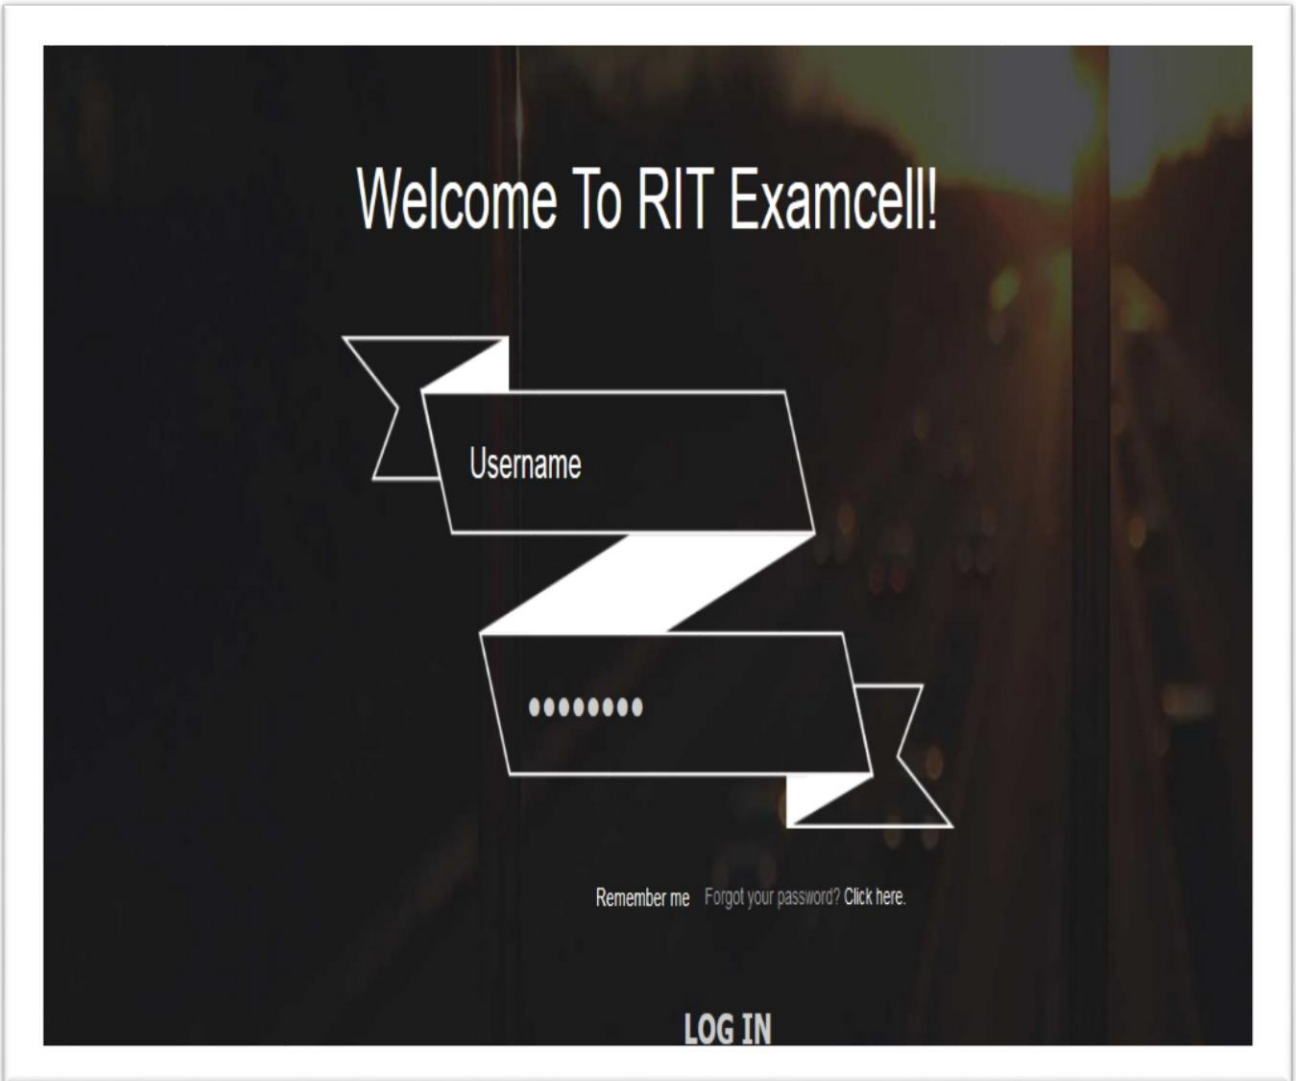 Welcome To RIT Examcell!
Username
••••••••
Remember me Forgot your password? Click here.
LOG IN